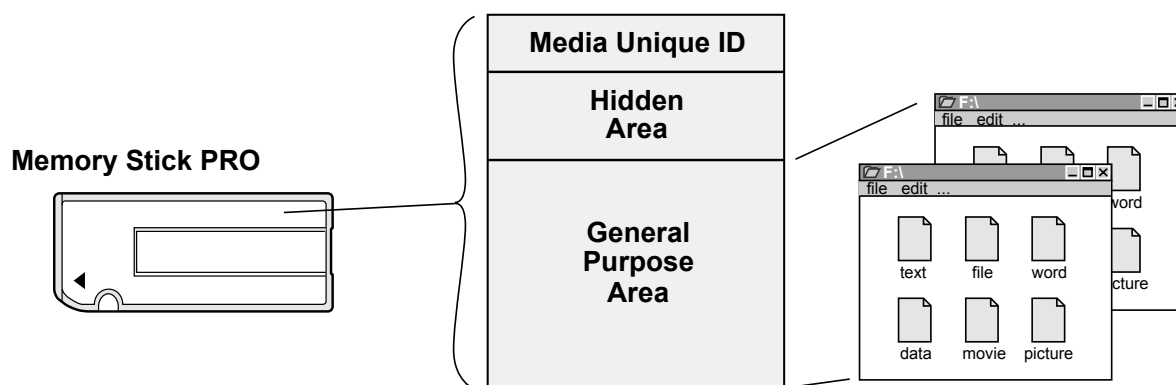 Media Unique ID
Hidden
Area
Memory Stick PRO
General
Purpose
Area
F:\
file edit ...
word
cture
F:\
file edit ...
text file word
data movie picture